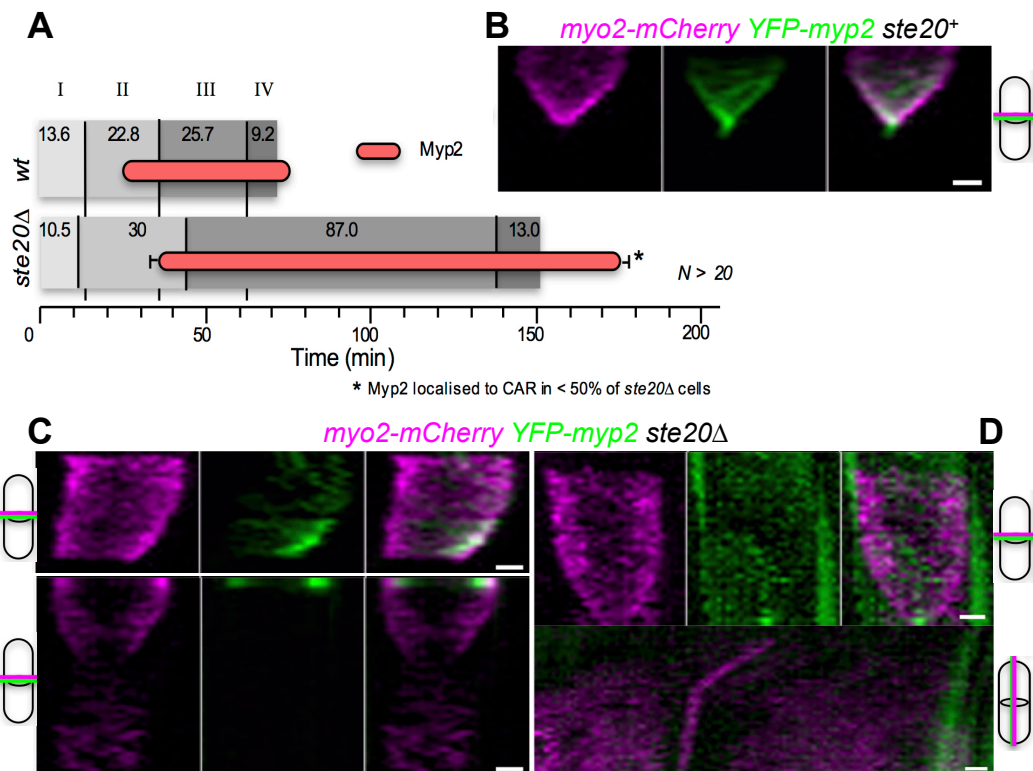 A
I II III IV
13.6 22.8 25.7 9.2
wt
Myp2
10.5 30 87.0 13.0
ste20Δ
*
N > 20
0 50 100 150 200
Time (min)
* Myp2 localised to CAR in < 50% of ste20Δ cells
B
myo2-mCherry YFP-myp2 ste20+
C
myo2-mCherry YFP-myp2 ste20Δ
D